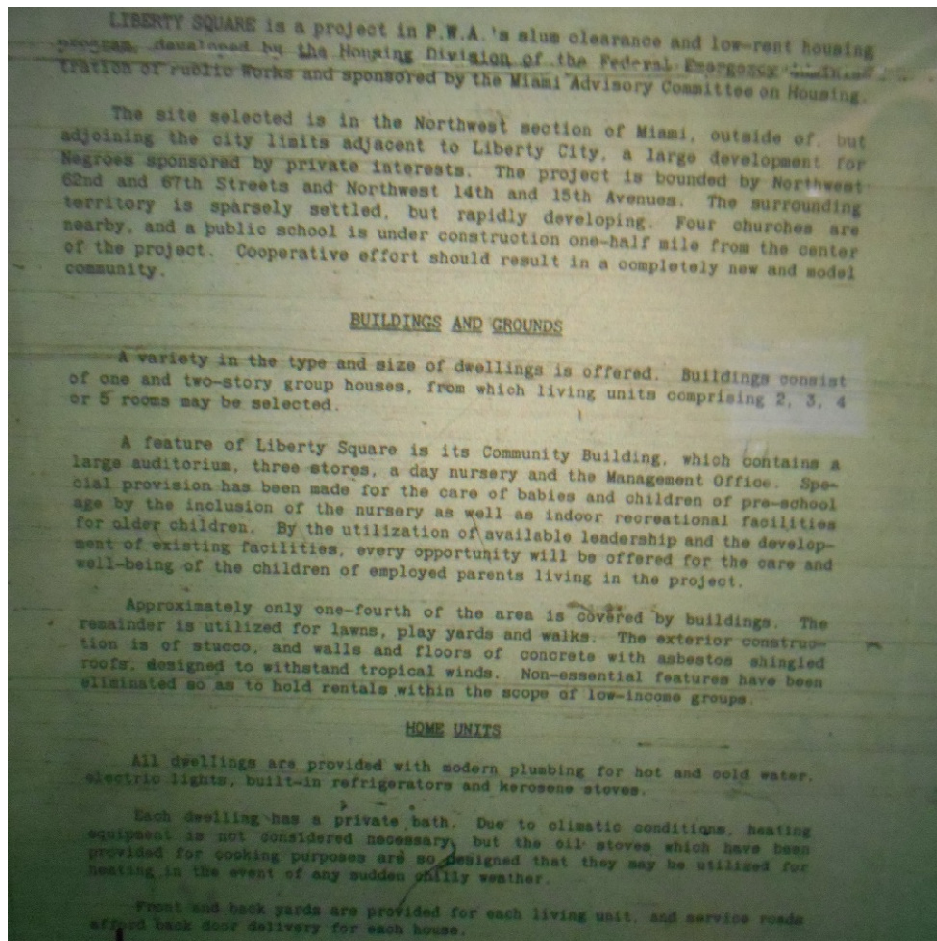 LIBERTY SQUARE is a project in P.W.A.'s slum clearance and low-rent housing
program, developed by the Housing Division of the Federal Emergency Adminis-
tration of Public Works and sponsored by the Miami Advisory Committee on Housing.
The site selected is in the Northwest section of Miami, outside of, but
adjoining the city limits adjacent to Liberty City, a large development for
Negroes sponsored by private interests. The project is bounded by Northwest
62nd and 67th Streets and Northwest 14th and 15th Avenues. The surrounding
territory is sparsely settled, but rapidly developing. Four churches are
nearby, and a public school is under construction one-half mile from the center
of the project. Cooperative effort should result in a completely new and model
community.
BUILDINGS AND GROUNDS
A variety in the type and size of dwellings is offered. Buildings consist
of one and two-story group houses, from which living units comprising 2, 3, 4
or 5 rooms may be selected.
A feature of Liberty Square is its Community Building, which contains a
large auditorium, three stores, a day nursery and the Management Office. Spe-
cial provision has been made for the care of babies and children of pre-school
age by the inclusion of the nursery as well as indoor recreational facilities
for older children. By the utilization of available leadership and the develop-
ment of existing facilities, every opportunity will be offered for the care and
well-being of the children of employed parents living in the project.
Approximately only one-fourth of the area is covered by buildings. The
remainder is utilized for lawns, play yards and walks. The exterior construc-
tion is of stucco, and walls and floors of concrete with asbestos shingled
roofs, designed to withstand tropical winds. Non-essential features have been
eliminated so as to hold rentals within the scope of low-income groups.
HOME UNITS
All dwellings are provided with modern plumbing for hot and cold water,
electric lights, built-in refrigerators and kerosene stoves.
Each dwelling has a private bath. Due to climatic conditions, heating
equipment is not considered necessary, but the oil stoves which have been
provided for cooking purposes are so designed that they may be utilized for
heating in the event of any sudden chilly weather.
Front and back yards are provided for each living unit, and service roads
afford back door delivery for each house.